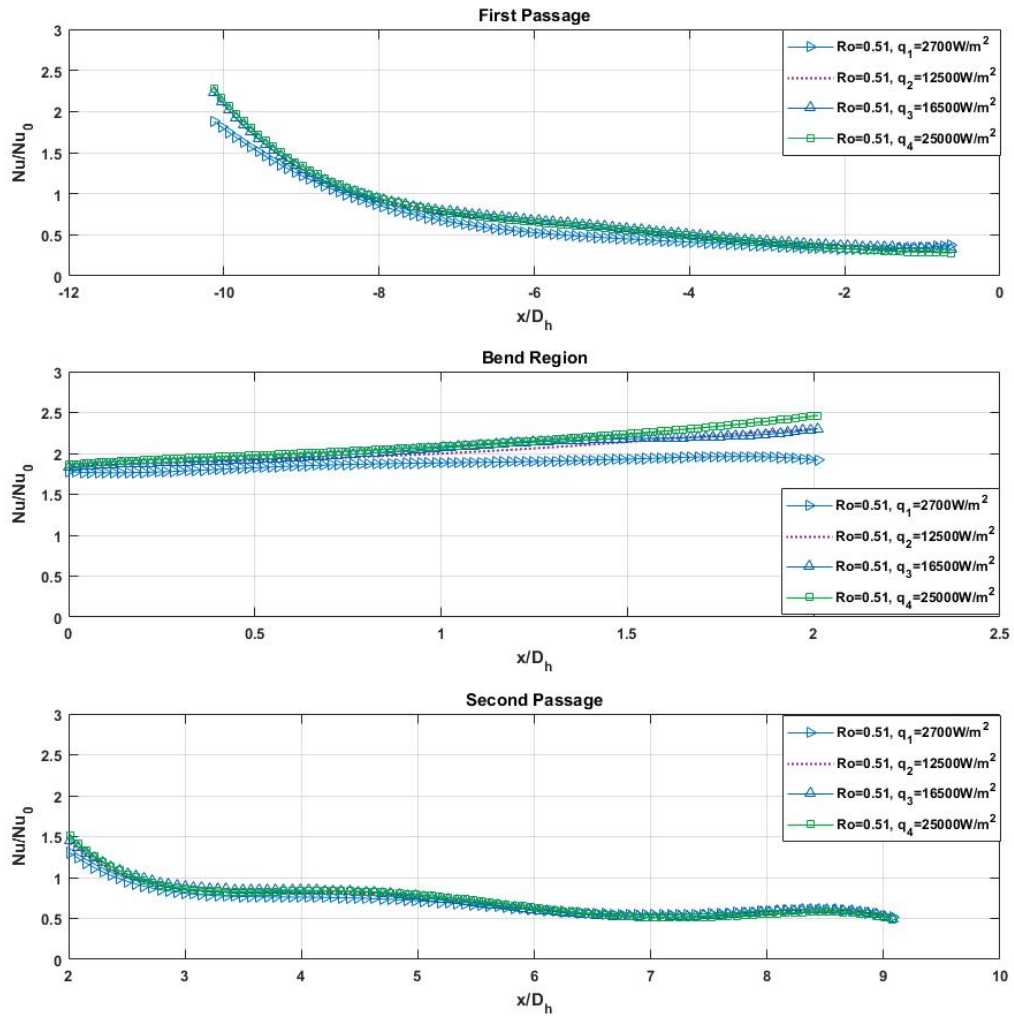 First Passage
3
2.5
2
1.5
1
0.5
0
Nu/Nu0
Ro=0.51, q1=2700W/m2
Ro=0.51, q2=12500W/m2
Ro=0.51, q3=16500W/m2
Ro=0.51, q4=25000W/m2
-12 -10 -8 -6 -4 -2 0
x/Dh
Bend Region
3
2.5
2
1.5
1
0.5
0
Nu/Nu0
Ro=0.51, q1=2700W/m2
Ro=0.51, q2=12500W/m2
Ro=0.51, q3=16500W/m2
Ro=0.51, q4=25000W/m2
0 0.5 1 1.5 2 2.5
x/Dh
Second Passage
3
2.5
2
1.5
1
0.5
0
Nu/Nu0
Ro=0.51, q1=2700W/m2
Ro=0.51, q2=12500W/m2
Ro=0.51, q3=16500W/m2
Ro=0.51, q4=25000W/m2
2 3 4 5 6 7 8 9 10
x/Dh